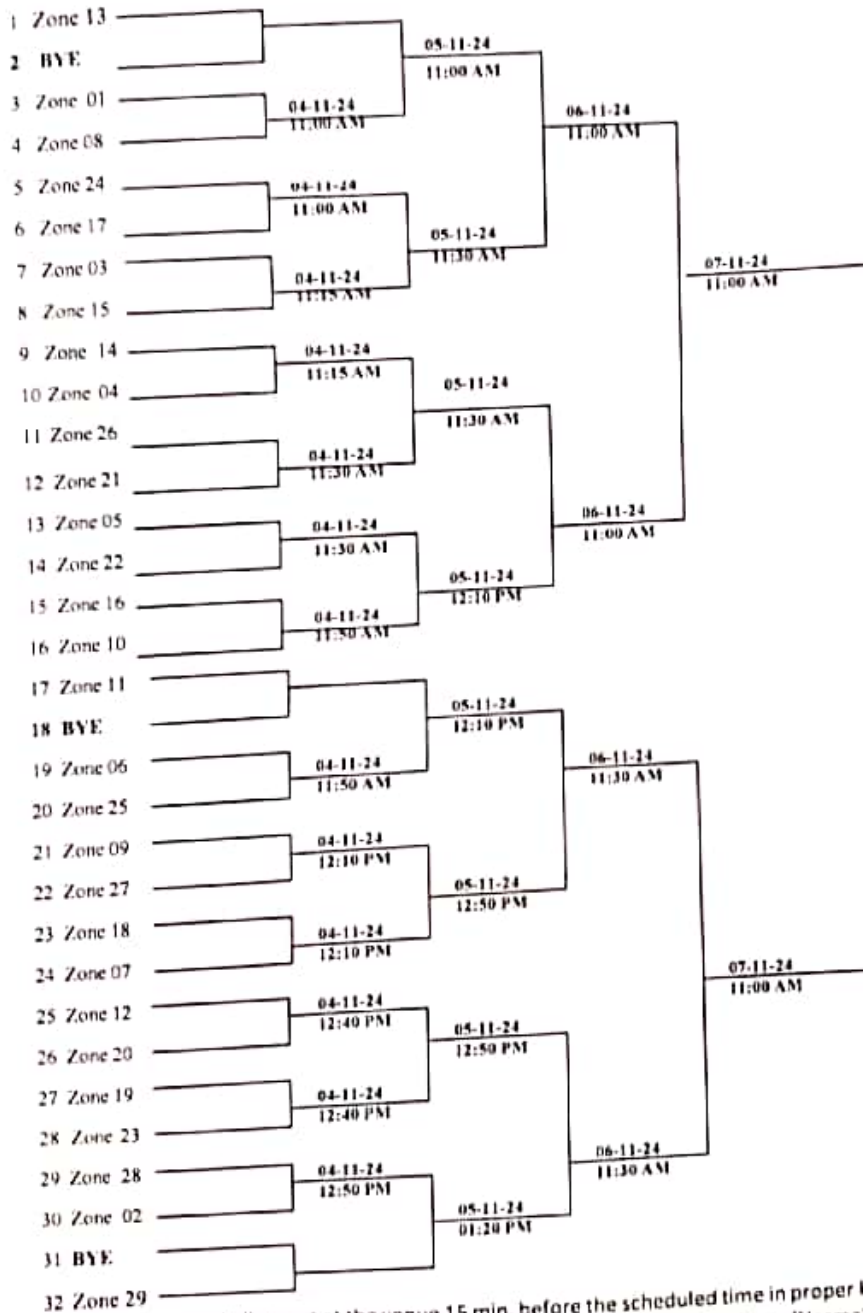 1 Zone 13
2 BYE
3 Zone 01
4 Zone 08
5 Zone 24
6 Zone 17
7 Zone 03
8 Zone 15
9 Zone 14
10 Zone 04
11 Zone 26
12 Zone 21
13 Zone 05
14 Zone 22
15 Zone 16
16 Zone 10
17 Zone 11
18 BYE
19 Zone 06
20 Zone 25
21 Zone 09
22 Zone 27
23 Zone 18
24 Zone 07
25 Zone 12
26 Zone 20
27 Zone 19
28 Zone 23
29 Zone 28
30 Zone 02
31 BYE
32 Zone 29
04-11-24
11:00 AM
04-11-24
11:00 AM
04-11-24
11:15 AM
04-11-24
11:15 AM
04-11-24
11:30 AM
04-11-24
11:30 AM
04-11-24
11:50 AM
04-11-24
11:50 AM
04-11-24
12:10 PM
04-11-24
12:10 PM
04-11-24
12:40 PM
04-11-24
12:40 PM
04-11-24
12:50 PM
05-11-24
11:00 AM
05-11-24
11:30 AM
05-11-24
11:30 AM
05-11-24
12:10 PM
05-11-24
12:10 PM
05-11-24
12:50 PM
05-11-24
12:50 PM
05-11-24
01:20 PM
06-11-24
11:00 AM
06-11-24
11:00 AM
06-11-24
11:30 AM
06-11-24
11:30 AM
07-11-24
11:00 AM
07-11-24
11:00 AM
15 min. before the scheduled time in proper